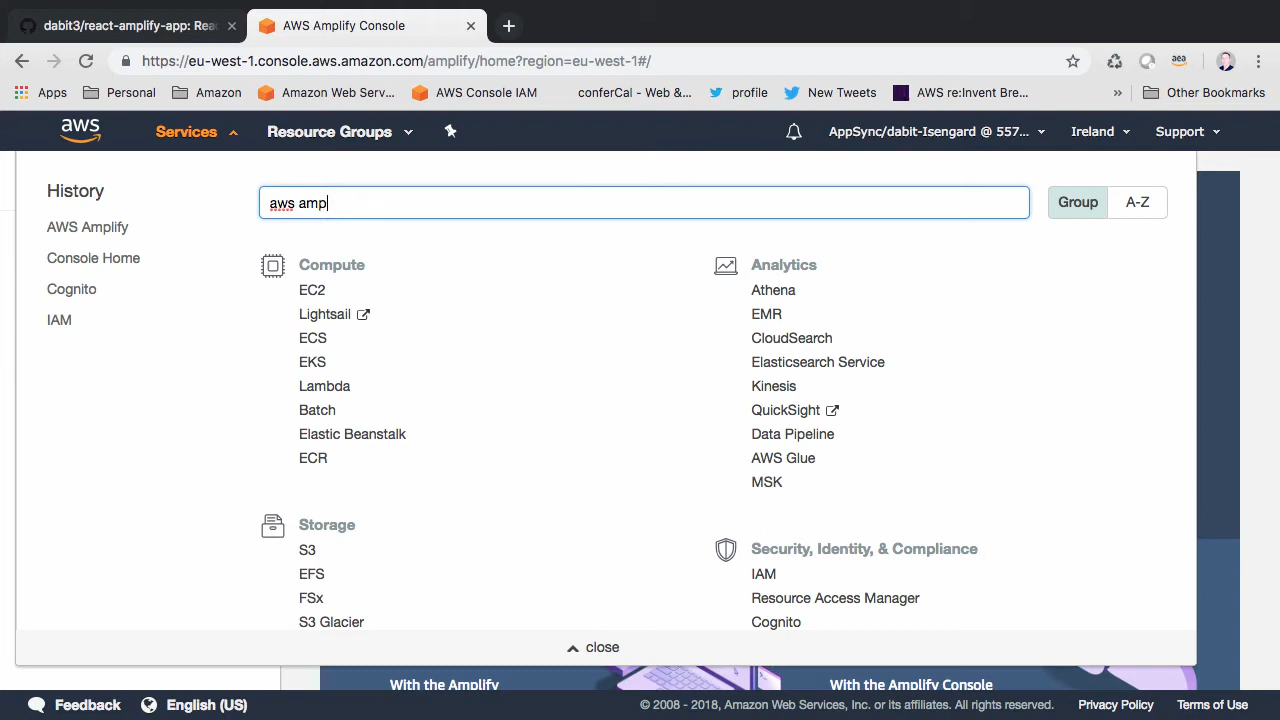 dabit3/react-amplify-app: Rea
AWS Amplify Console
https://eu-west-1.console.aws.amazon.com/amplify/home?region=eu-west-1#/
aea
Apps Personal Amazon Amazon Web Serv... AWS Console IAM conferCal - Web &... profile New Tweets AWS re:Invent Bre... » Other Bookmarks
aws Services Resource Groups AppSync/dabit-Isengard @ 557... Ireland Support
History
AWS Amplify
Console Home
Cognito
IAM
aws amp
Group A-Z
Compute
EC2
Lightsail
ECS
EKS
Lambda
Batch
Elastic Beanstalk
ECR
Storage
S3
EFS
FSx
S3 Glacier
Analytics
Athena
EMR
CloudSearch
Elasticsearch Service
Kinesis
QuickSight
Data Pipeline
AWS Glue
MSK
Security, Identity, & Compliance
IAM
Resource Access Manager
Cognito
close
With the Amplify With the Amplify Console
Feedback English (US) © 2008 - 2018, Amazon Web Services, Inc. or its affiliates. All rights reserved. Privacy Policy Terms of Use